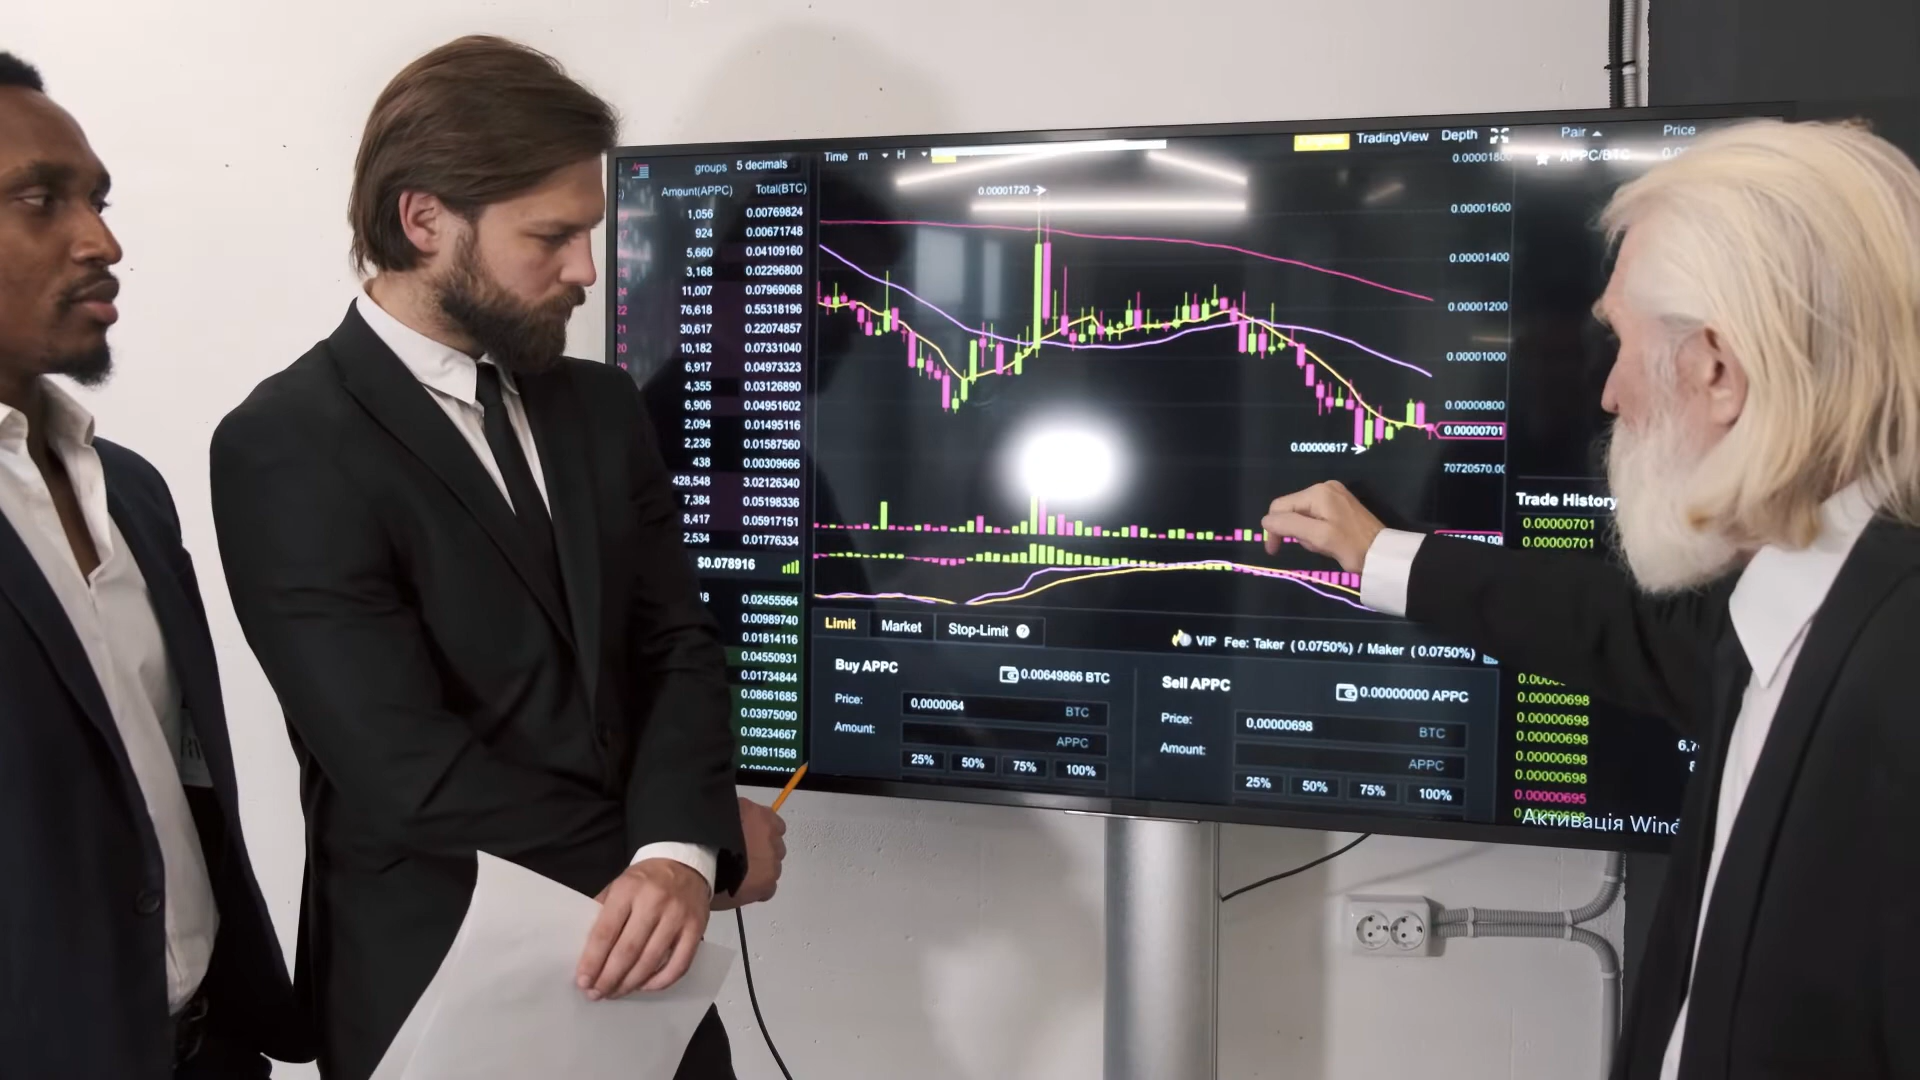 groups 5 decimals
Amount(APPC) Total(BTC)
1,056 0.00769824
924 0.00671748
5,660 0.04109160
3,168 0.02296800
11,007 0.07969068
76,618 0.55318196
30,617 0.22074857
10,182 0.07331040
6,917 0.04973323
4,355 0.03126890
6,906 0.04951602
2,094 0.01495116
2,236 0.01587560
438 0.00309666
428,548 3.02126340
7,384 0.05198336
8,417 0.05917151
2,534 0.01776334
$0.078916
0.02455564
0.00989740
0.01814116
0.04550931
0.01734844
0.08661685
0.03975090
0.09234667
0.09811568
Time m H
TradingView Depth
0.00001800
0.00001720
0.00001600
0.00001400
0.00001200
0.00001000
0.00000800
0.00000701
0.00000617
70720570.00
Limit Market Stop-Limit
VIP Fee: Taker (0.0750%) / Maker (0.0750%)
Buy APPC 0.00649866 BTC
Price: 0,0000064 BTC
Amount: APPC
25% 50% 75% 100%
Sell APPC 0.00000000 APPC
Price: 0,00000698 BTC
Amount: APPC
25% 50% 75% 100%
Pair Price
APPC/BTC
Trade History
0.00000701
0.00000701
0.00000698
0.00000698
0.00000698
0.00000698
0.00000698
0.00000695
Активація